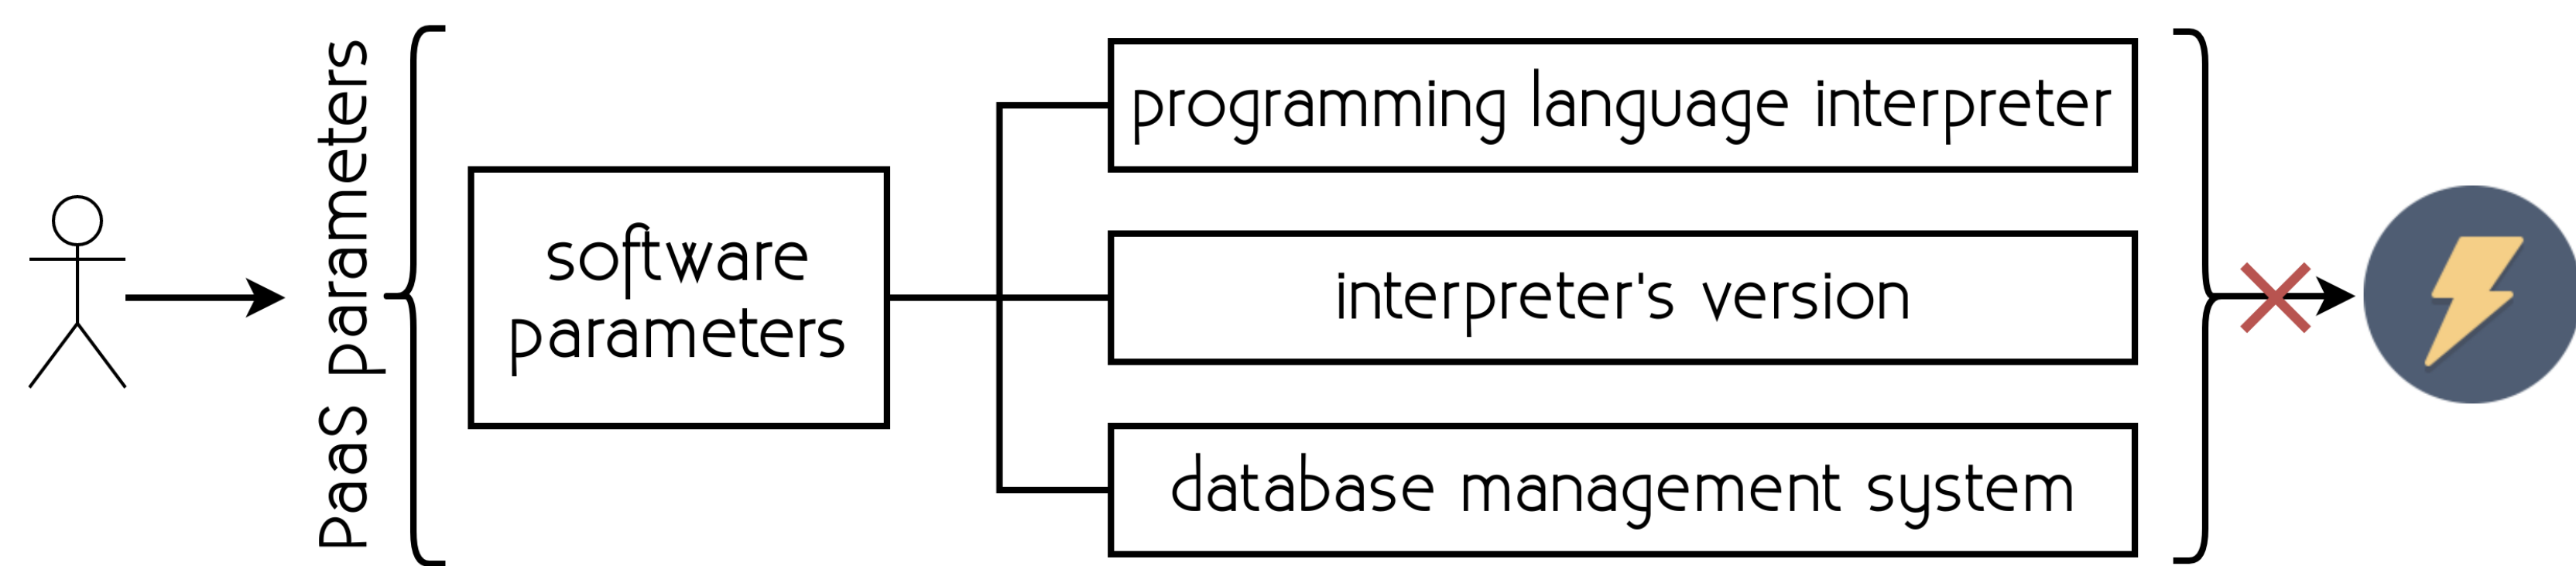 PaaS parameters
software
parameters
programming language interpreter
interpreter's version
database management system